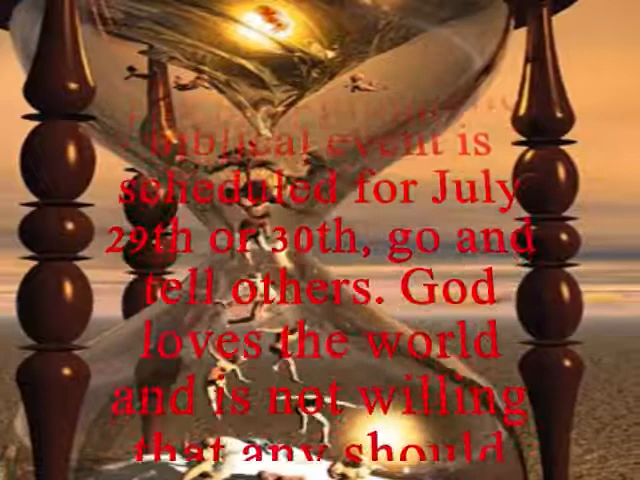 biblical event is
scheduled for July
29th or 30th, go and
tell others. God
loves the world
and is not willing
that any should